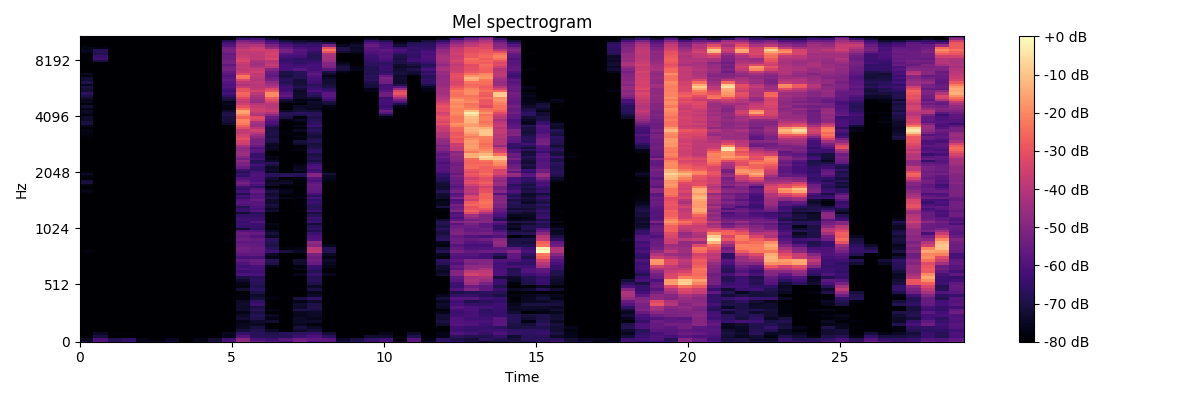 Mel spectrogram
8192
4096
2048
1024
512
0
Hz
0 5 10 15 20 25
Time
+0 dB
-10 dB
-20 dB
-30 dB
-40 dB
-50 dB
-60 dB
-70 dB
-80 dB